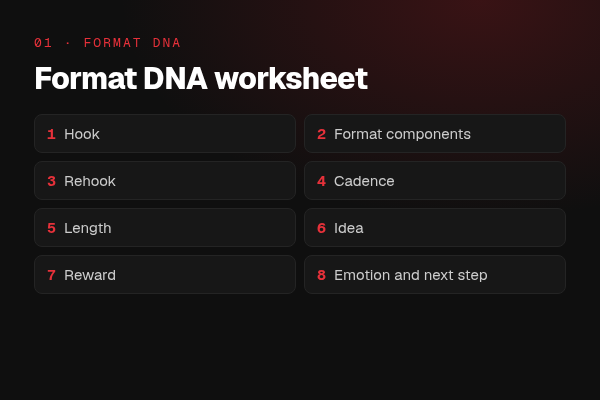 01 · FORMAT DNA
Format DNA worksheet
1 Hook
2 Format components
3 Rehook
4 Cadence
5 Length
6 Idea
7 Reward
8 Emotion and next step